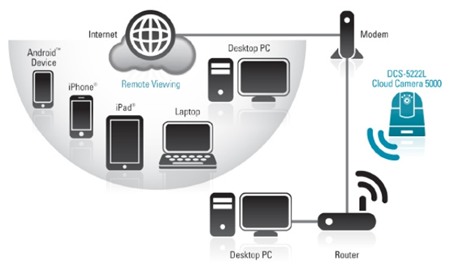 Internet
Modem
Android™
Device
Desktop PC
Remote Viewing
iPhone®
iPad®
Laptop
DCS-5222L
Cloud Camera 5000
Desktop PC
Router